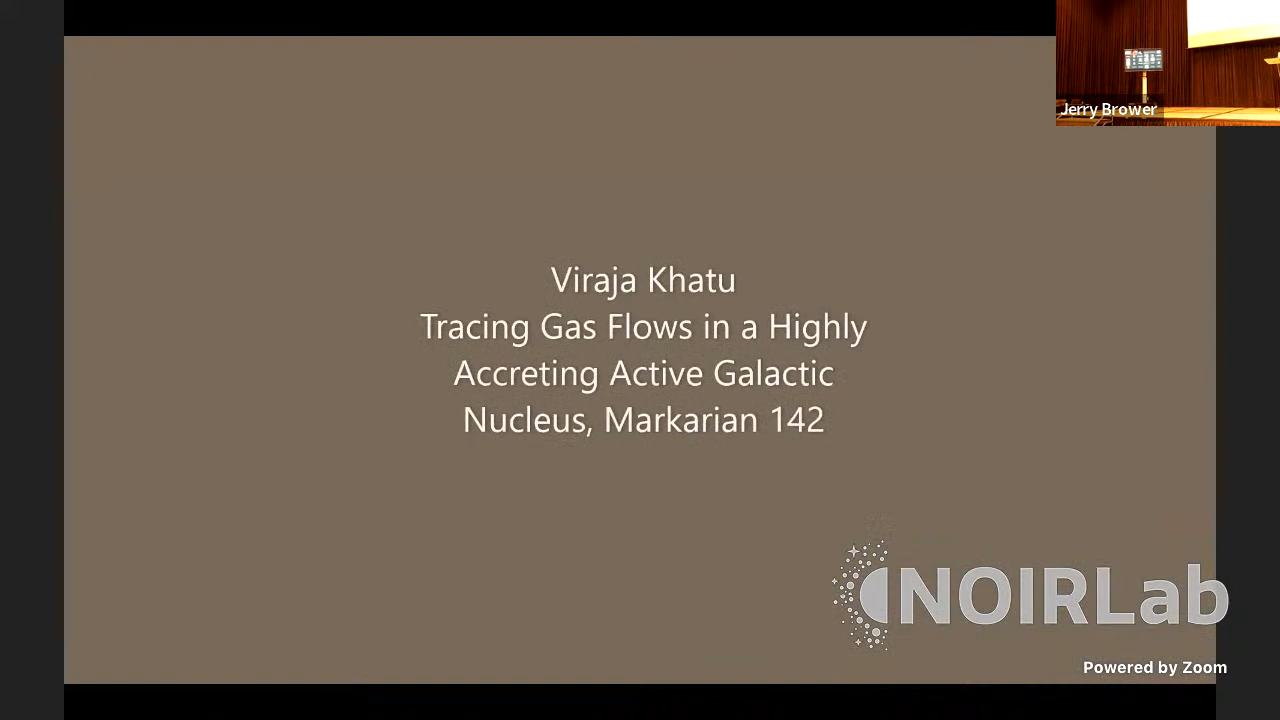 Jerry Brower
Viraja Khatu
Tracing Gas Flows in a Highly
Accreting Active Galactic
Nucleus, Markarian 142
NOIRLab
Powered by Zoom